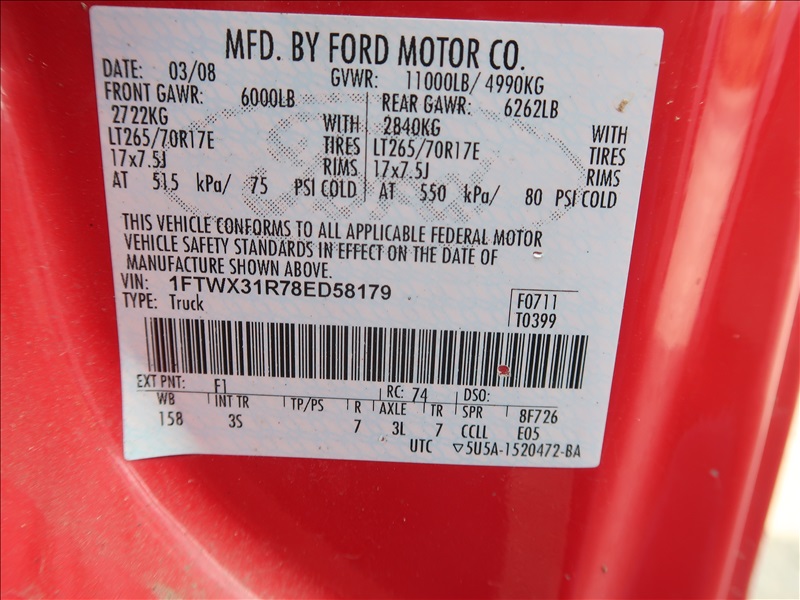 MFD. BY FORD MOTOR CO.
DATE: 03/08 GVWR: 11000LB/ 4990KG
FRONT GAWR: 6000LB REAR GAWR: 6262LB
2722KG WITH 2840KG WITH
LT265/70R17E TIRES LT265/70R17E TIRES
17x7.5J RIMS 17x7.5J RIMS
AT 515 kPa/ 75 PSI COLD AT 550 kPa/ 80 PSI COLD
THIS VEHICLE CONFORMS TO ALL APPLICABLE FEDERAL MOTOR
VEHICLE SAFETY STANDARDS IN EFFECT ON THE DATE OF
MANUFACTURE SHOWN ABOVE.
VIN: 1FTWX31R78ED58179 F0711
TYPE: Truck T0399
EXT PNT: F1 RC: 74 DSO:
WB INT TR TP/PS R AXLE TR SPR 8F726
158 3S 7 3L 7 CCLL E05
UTC ▽5U5A-1520472-BA